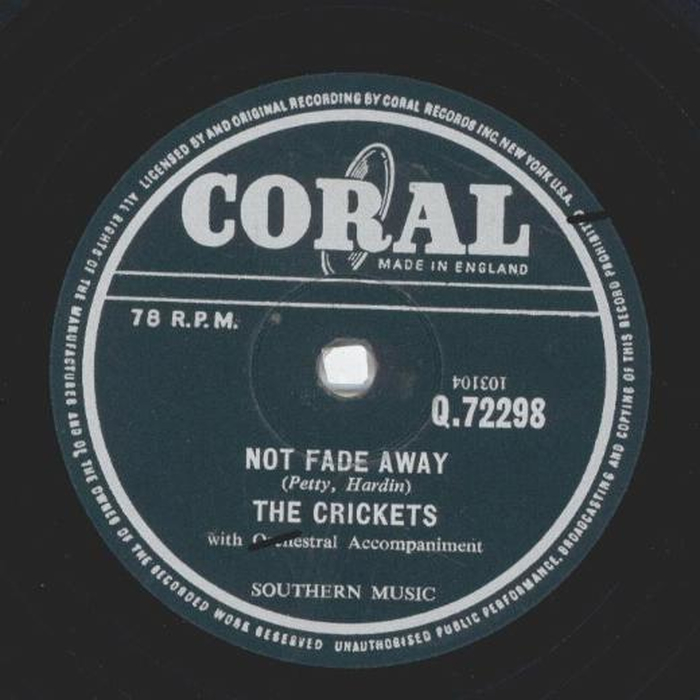 LICENSED BY AND ORIGINAL RECORDING BY CORAL RECORDS INC. NEW YORK U.S.A.
CORAL
MADE IN ENGLAND
78 R.P.M.
103104
Q.72298
NOT FADE AWAY
(Petty, Hardin)
THE CRICKETS
with Orchestral Accompaniment
SOUTHERN MUSIC
ALL RIGHTS OF THE MANUFACTURER AND OF THE OWNER OF THE RECORDED WORK RESERVED UNAUTHORISED PUBLIC PERFORMANCE, BROADCASTING AND COPYING OF THIS RECORD PROHIBITED